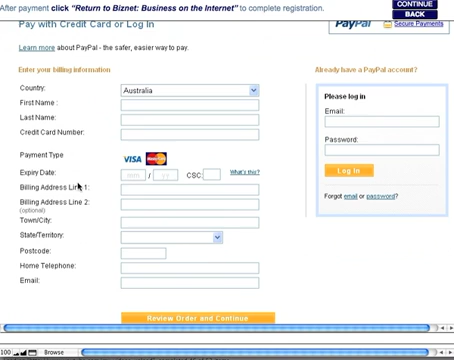 After payment click "Return to Biznet: Business on the Internet" to complete registration.
CONTINUE
BACK
Pay with Credit Card or Log In
PayPal
Secure Payments
Learn more about PayPal - the safer, easier way to pay.
Enter your billing information
Already have a PayPal account?
Country:
Australia
First Name :
Last Name:
Credit Card Number:
Payment Type
VISA
MasterCard
Expiry Date:
/
CSC:
What's this?
Billing Address Line 1:
Billing Address Line 2:
(optional)
Town/City:
State/Territory:
Postcode:
Home Telephone:
Email:
Review Order and Continue
Please log in
Email:
Password:
Log In
Forgot email or password?
100
Browse